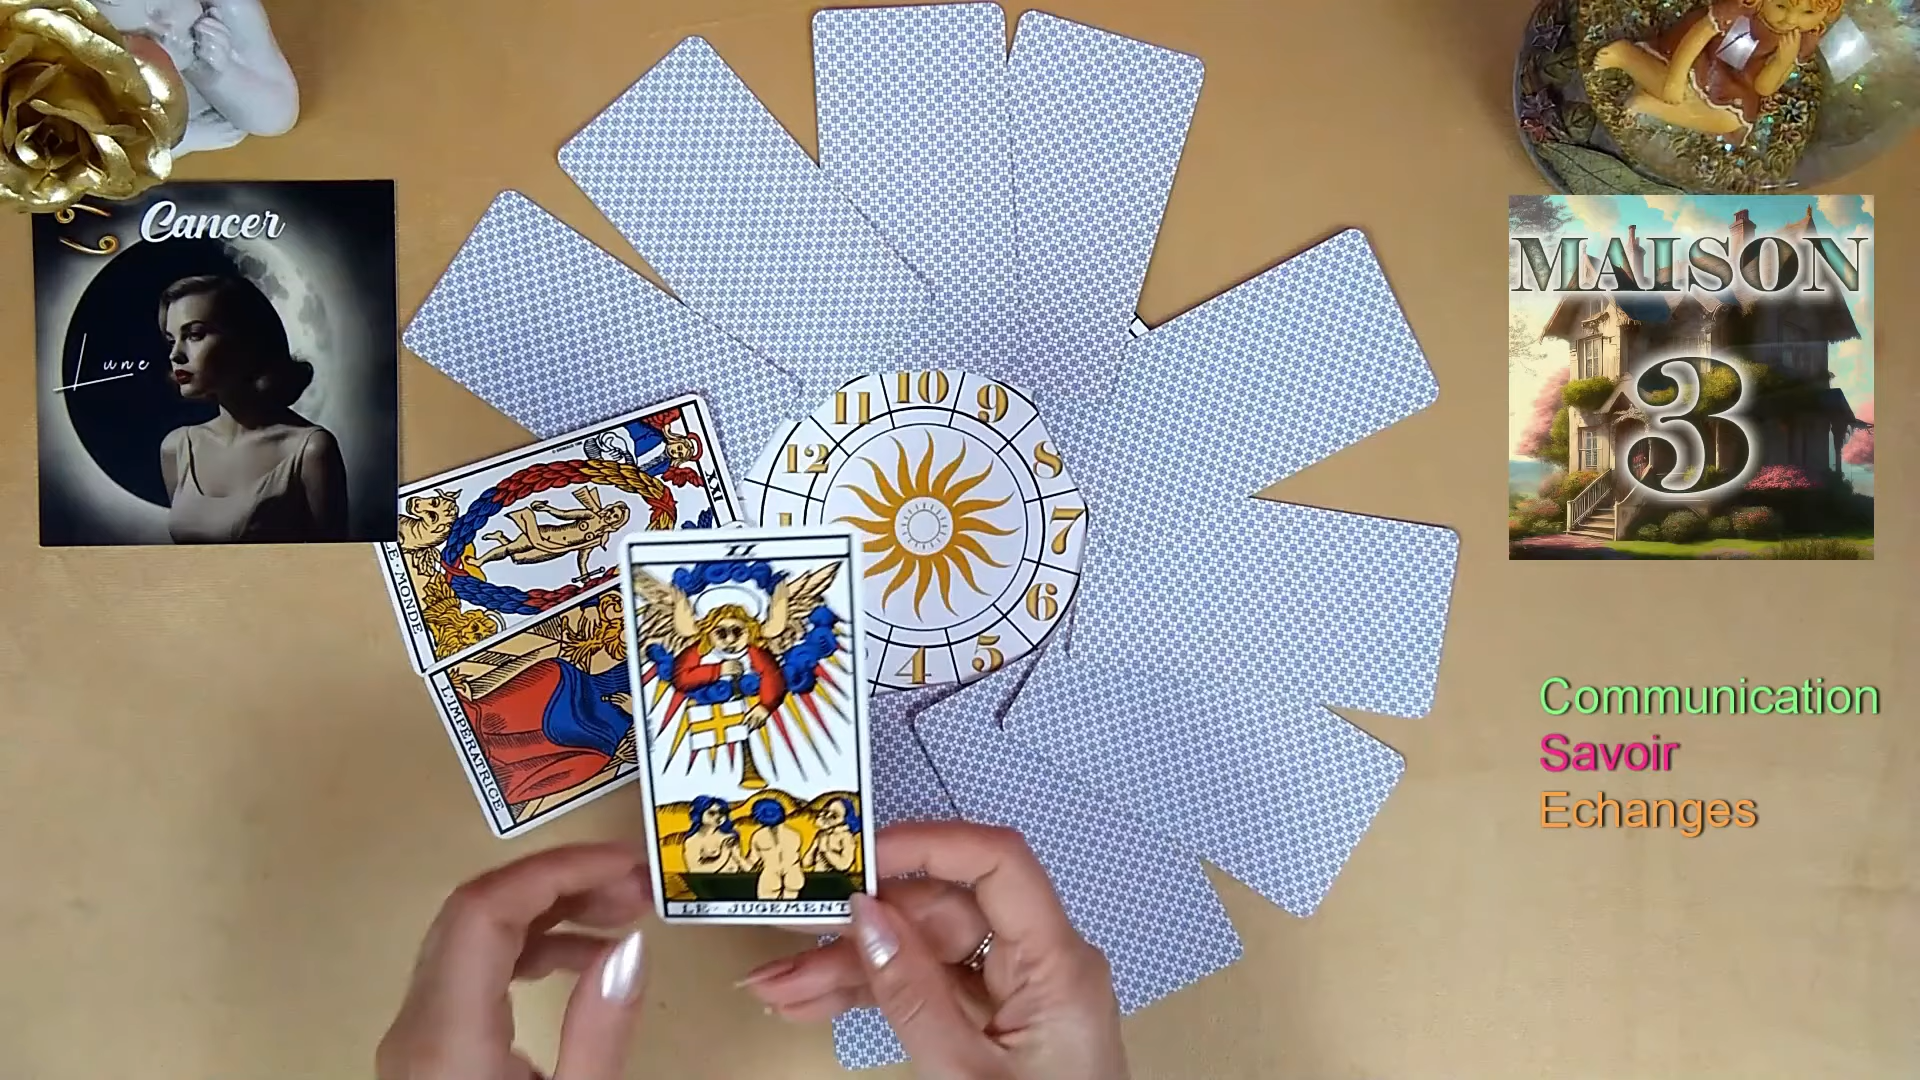 Cancer
Lune
MAISON
3
10
9
11
8
12
7
6
5
4
XXI
LE·MONDE
L'IMPERATRICE
XX
LE·JUGEMENT
Communication
Savoir
Echanges